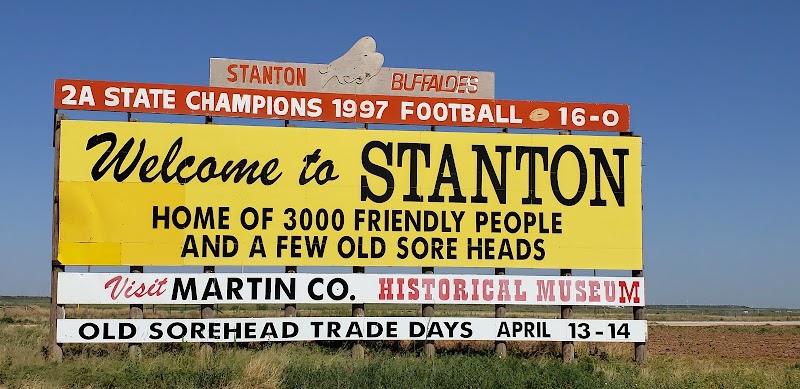 STANTON BUFFALOES
2A STATE CHAMPIONS 1997 FOOTBALL 16-0
Welcome to STANTON
HOME OF 3000 FRIENDLY PEOPLE
AND A FEW OLD SORE HEADS
Visit MARTIN CO. HISTORICAL MUSEUM
OLD SOREHEAD TRADE DAYS APRIL 13-14